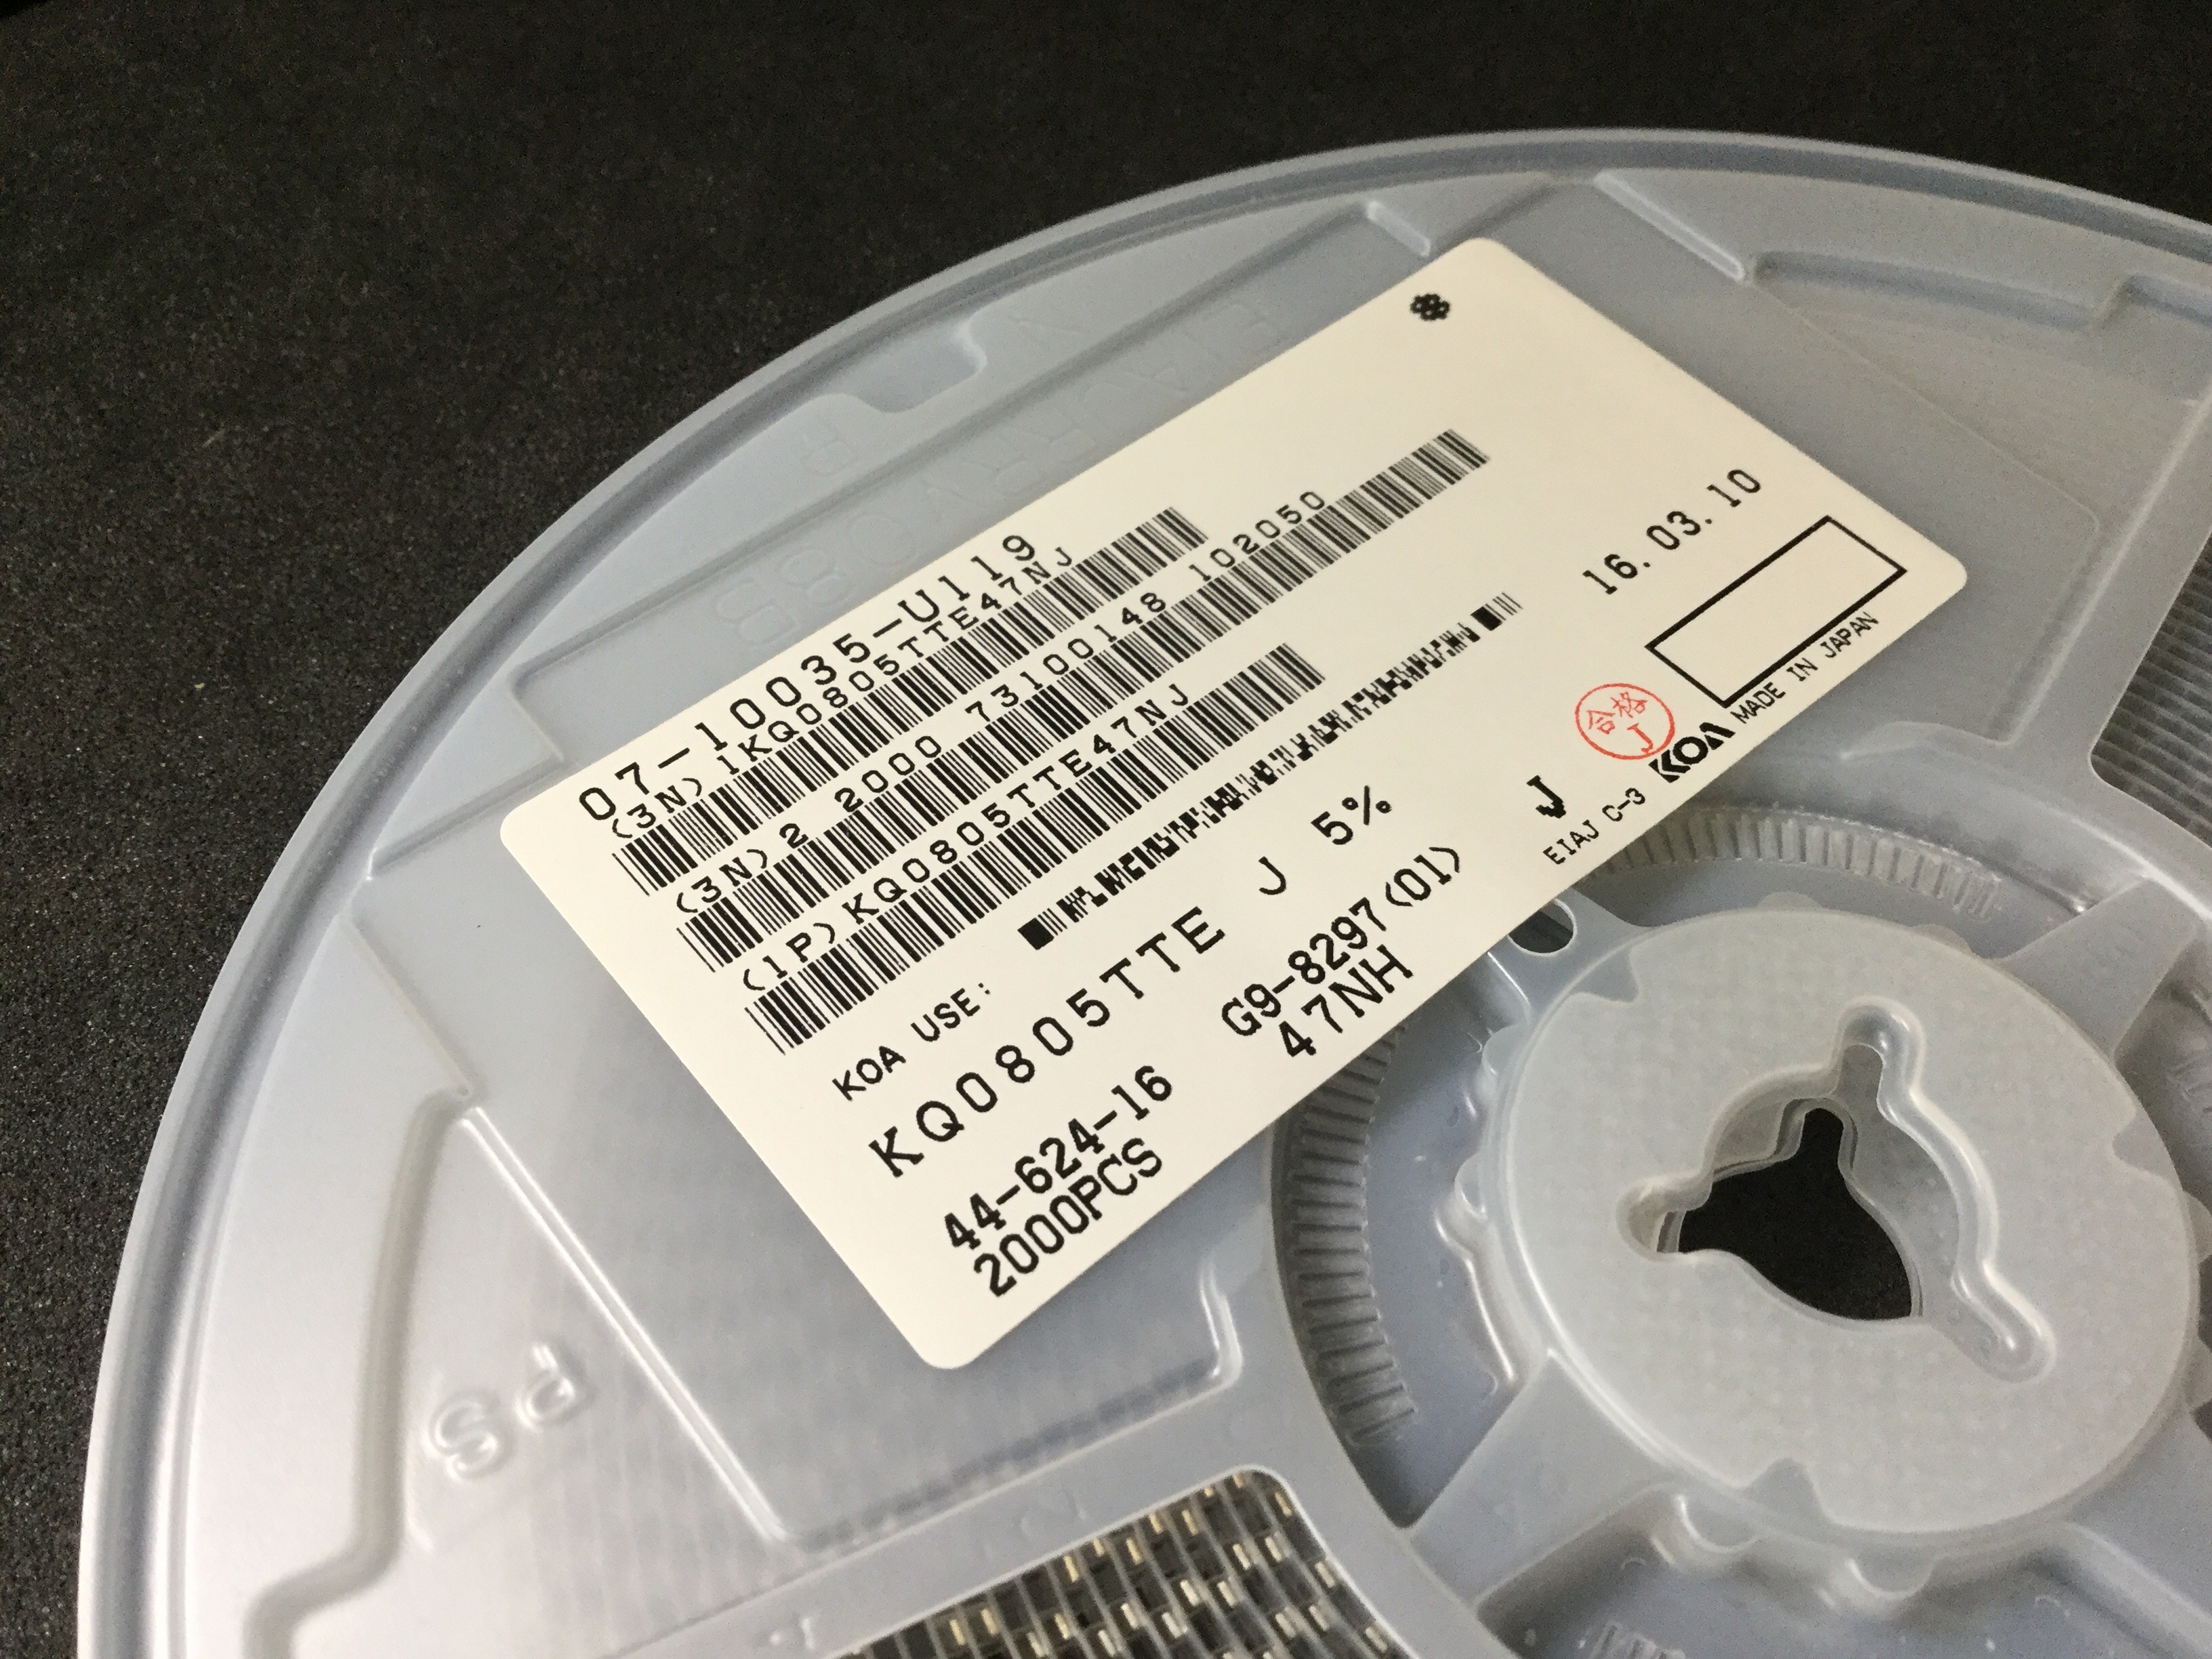 07-10035-U119
(3N)1KQ0805TTE47NJ
(3N)2 2000 73100148 102050
(1P)KQ0805TTE47NJ
KOA USE:
KQ0805TTE J 5%
44-624-16 G9-8297(01) J
2000PCS 47NH EIAJ C-3
16.03.10
合格
J
KOA MADE IN JAPAN
PS